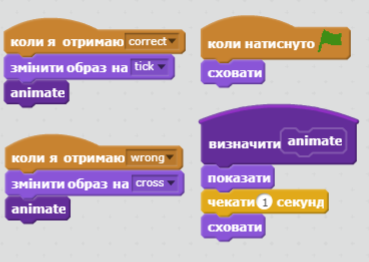 коли я отримаю correct
змінити образ на tick
animate
коли я отримаю wrong
змінити образ на cross
animate
коли натиснуто
сховати
визначити animate
показати
чекати 1 секунд
сховати